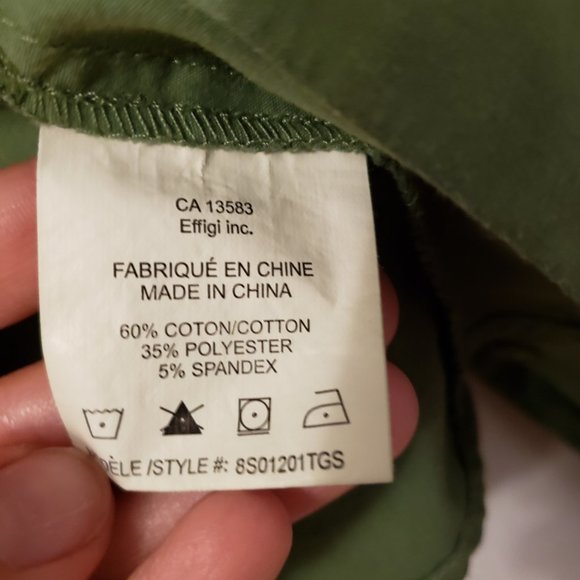 CA 13583
Effigi inc.
FABRIQUÉ EN CHINE
MADE IN CHINA
60% COTON/COTTON
35% POLYESTER
5% SPANDEX
DÈLE /STYLE #: 8S01201TGS